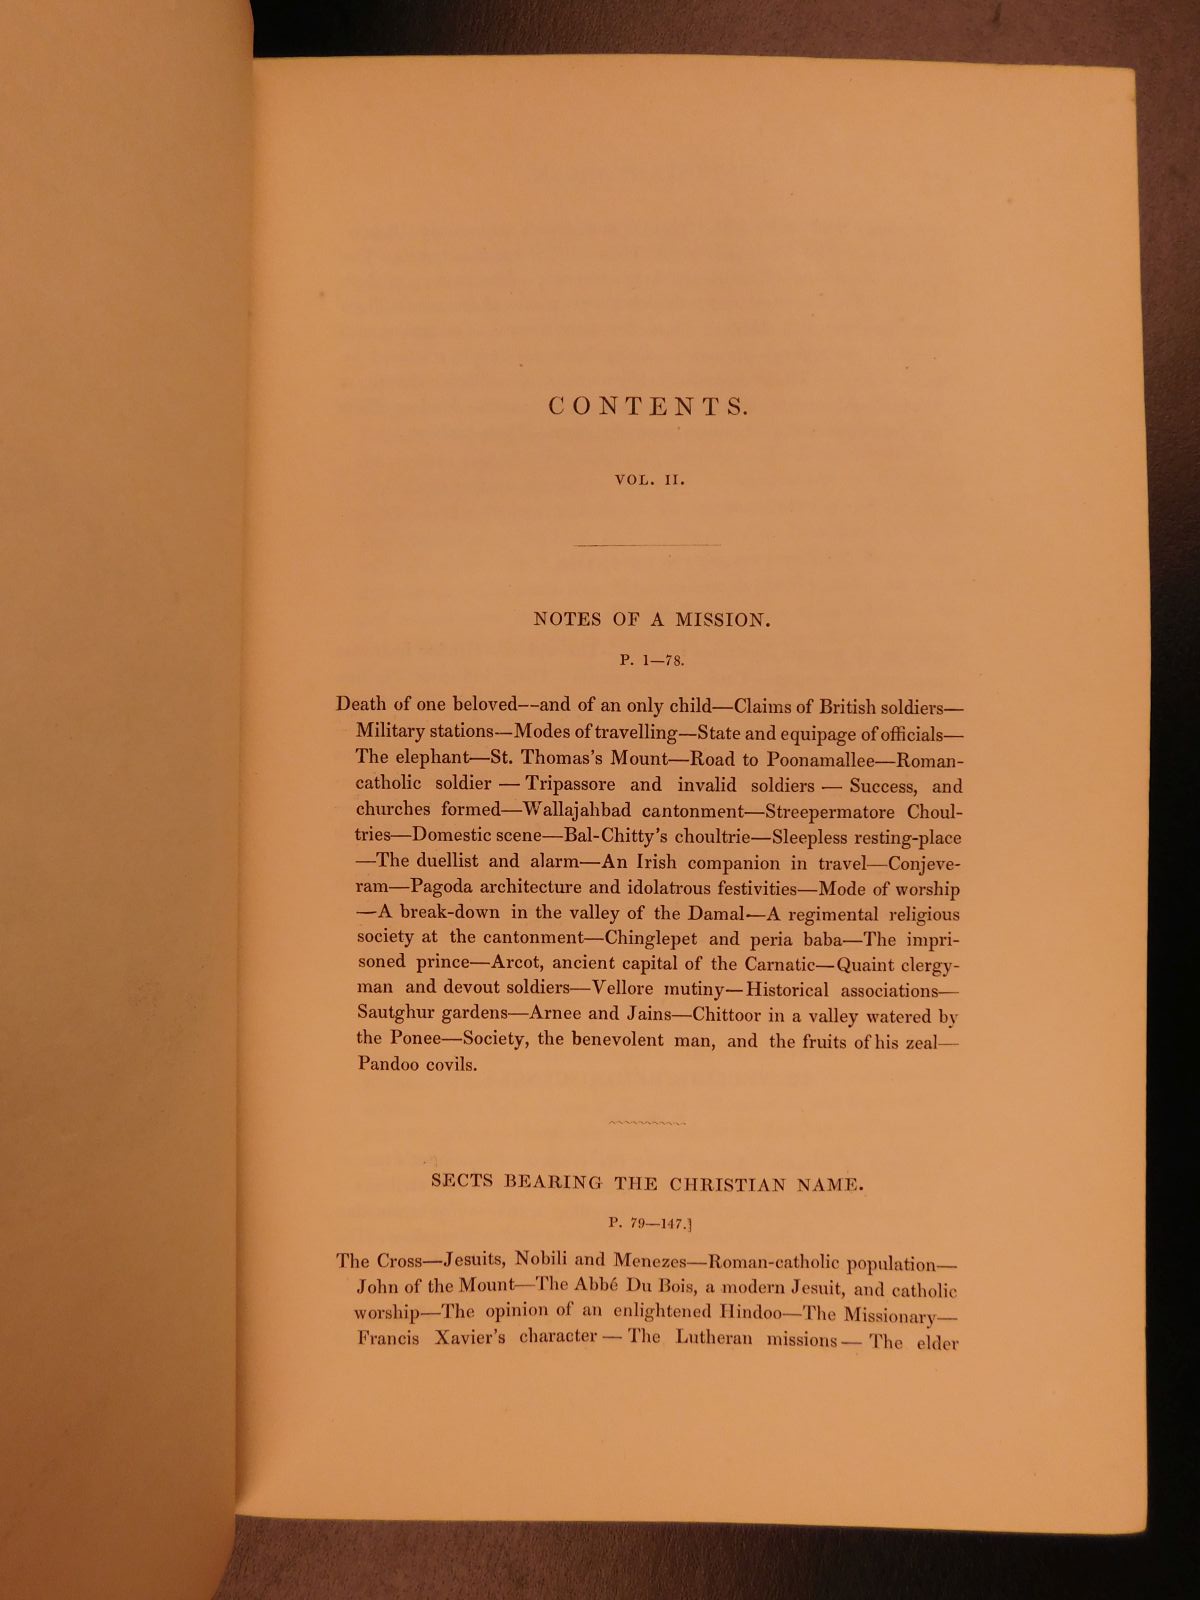 CONTENTS.
VOL. II.
NOTES OF A MISSION.
P. 1—78.
Death of one beloved—and of an only child—Claims of British soldiers—
Military stations—Modes of travelling—State and equipage of officials—
The elephant—St. Thomas's Mount—Road to Poonamallee—Roman-
catholic soldier — Tripassore and invalid soldiers — Success, and
churches formed—Wallajahbad cantonment—Streepermatore Choul-
tries—Domestic scene—Bal-Chitty's choultrie—Sleepless resting-place
—The duellist and alarm—An Irish companion in travel—Conjeve-
ram—Pagoda architecture and idolatrous festivities—Mode of worship
—A break-down in the valley of the Damal—A regimental religious
society at the cantonment—Chinglepet and peria baba—The impri-
soned prince—Arcot, ancient capital of the Carnatic—Quaint clergy-
man and devout soldiers—Vellore mutiny—Historical associations—
Sautghur gardens—Arnee and Jains—Chittoor in a valley watered by
the Ponee—Society, the benevolent man, and the fruits of his zeal—
Pandoo covils.
SECTS BEARING THE CHRISTIAN NAME.
P. 79—147.]
The Cross—Jesuits, Nobili and Menezes—Roman-catholic population—
John of the Mount—The Abbé Du Bois, a modern Jesuit, and catholic
worship—The opinion of an enlightened Hindoo—The Missionary—
Francis Xavier's character — The Lutheran missions — The elder